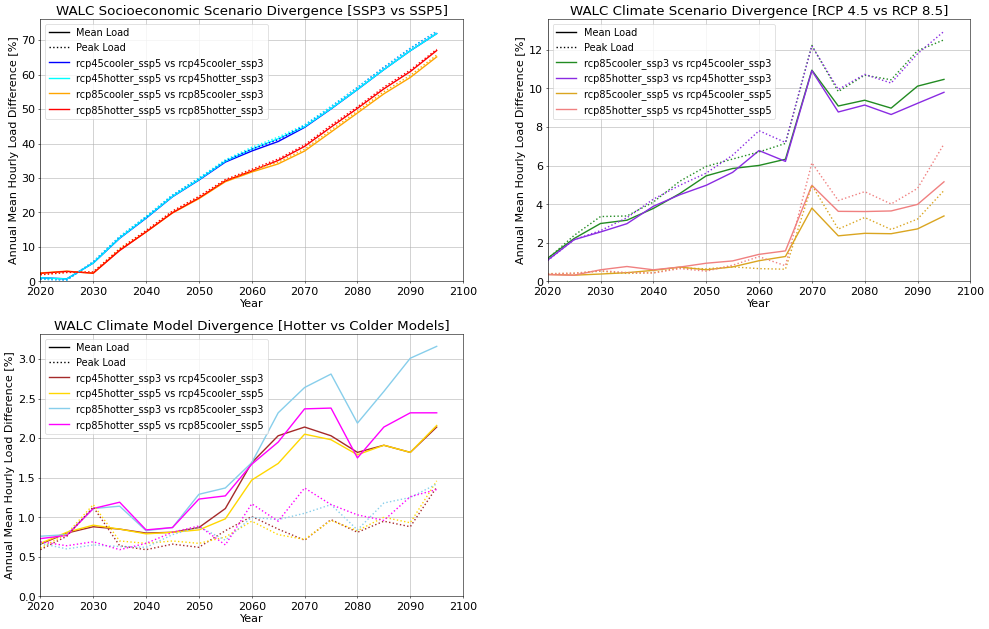 WALC Socioeconomic Scenario Divergence [SSP3 vs SSP5]
Annual Mean Hourly Load Difference [%]
Mean Load
Peak Load
rcp45cooler_ssp5 vs rcp45cooler_ssp3
rcp45hotter_ssp5 vs rcp45hotter_ssp3
rcp85cooler_ssp5 vs rcp85cooler_ssp3
rcp85hotter_ssp5 vs rcp85hotter_ssp3
70
60
50
40
30
20
10
0
2020 2030 2040 2050 2060 2070 2080 2090 2100
Year
WALC Climate Scenario Divergence [RCP 4.5 vs RCP 8.5]
Annual Mean Hourly Load Difference [%]
Mean Load
Peak Load
rcp85cooler_ssp3 vs rcp45cooler_ssp3
rcp85hotter_ssp3 vs rcp45hotter_ssp3
rcp85cooler_ssp5 vs rcp45cooler_ssp5
rcp85hotter_ssp5 vs rcp45hotter_ssp5
12
10
8
6
4
2
0
2020 2030 2040 2050 2060 2070 2080 2090 2100
Year
WALC Climate Model Divergence [Hotter vs Colder Models]
Annual Mean Hourly Load Difference [%]
Mean Load
Peak Load
rcp45hotter_ssp3 vs rcp45cooler_ssp3
rcp45hotter_ssp5 vs rcp45cooler_ssp5
rcp85hotter_ssp3 vs rcp85cooler_ssp3
rcp85hotter_ssp5 vs rcp85cooler_ssp5
3.0
2.5
2.0
1.5
1.0
0.5
0.0
2020 2030 2040 2050 2060 2070 2080 2090 2100
Year